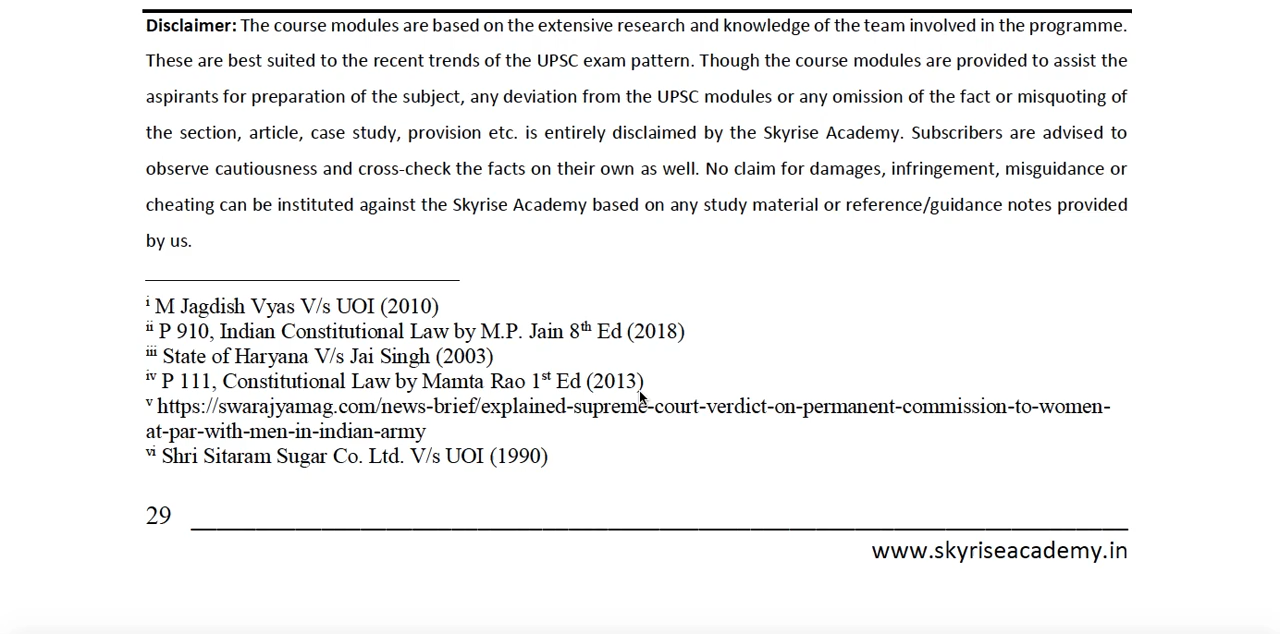 Disclaimer: The course modules are based on the extensive research and knowledge of the team involved in the programme.
These are best suited to the recent trends of the UPSC exam pattern. Though the course modules are provided to assist the
aspirants for preparation of the subject, any deviation from the UPSC modules or any omission of the fact or misquoting of
the section, article, case study, provision etc. is entirely disclaimed by the Skyrise Academy. Subscribers are advised to
observe cautiousness and cross-check the facts on their own as well. No claim for damages, infringement, misguidance or
cheating can be instituted against the Skyrise Academy based on any study material or reference/guidance notes provided
by us.
i M Jagdish Vyas V/s UOI (2010)
ii P 910, Indian Constitutional Law by M.P. Jain 8th Ed (2018)
iii State of Haryana V/s Jai Singh (2003)
iv P 111, Constitutional Law by Mamta Rao 1st Ed (2013)
v https://swarajyamag.com/news-brief/explained-supreme-court-verdict-on-permanent-commission-to-women-
at-par-with-men-in-indian-army
vi Shri Sitaram Sugar Co. Ltd. V/s UOI (1990)
29
www.skyriseacademy.in